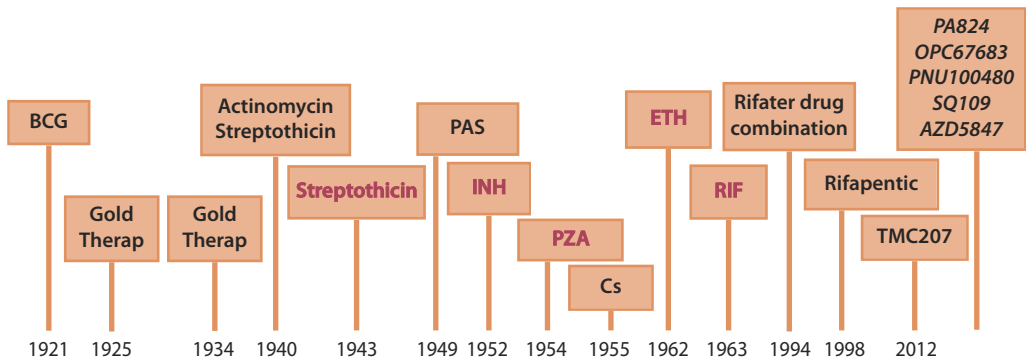 BCG
Gold
Therap
Gold
Therap
Actinomycin
Streptothicin
Streptothicin
PAS
INH
PZA
Cs
ETH
RIF
Rifater drug
combination
Rifapentic
TMC207
PA824
OPC67683
PNU100480
SQ109
AZD5847
1921 1925 1934 1940 1943 1949 1952 1954 1955 1962 1963 1994 1998 2012